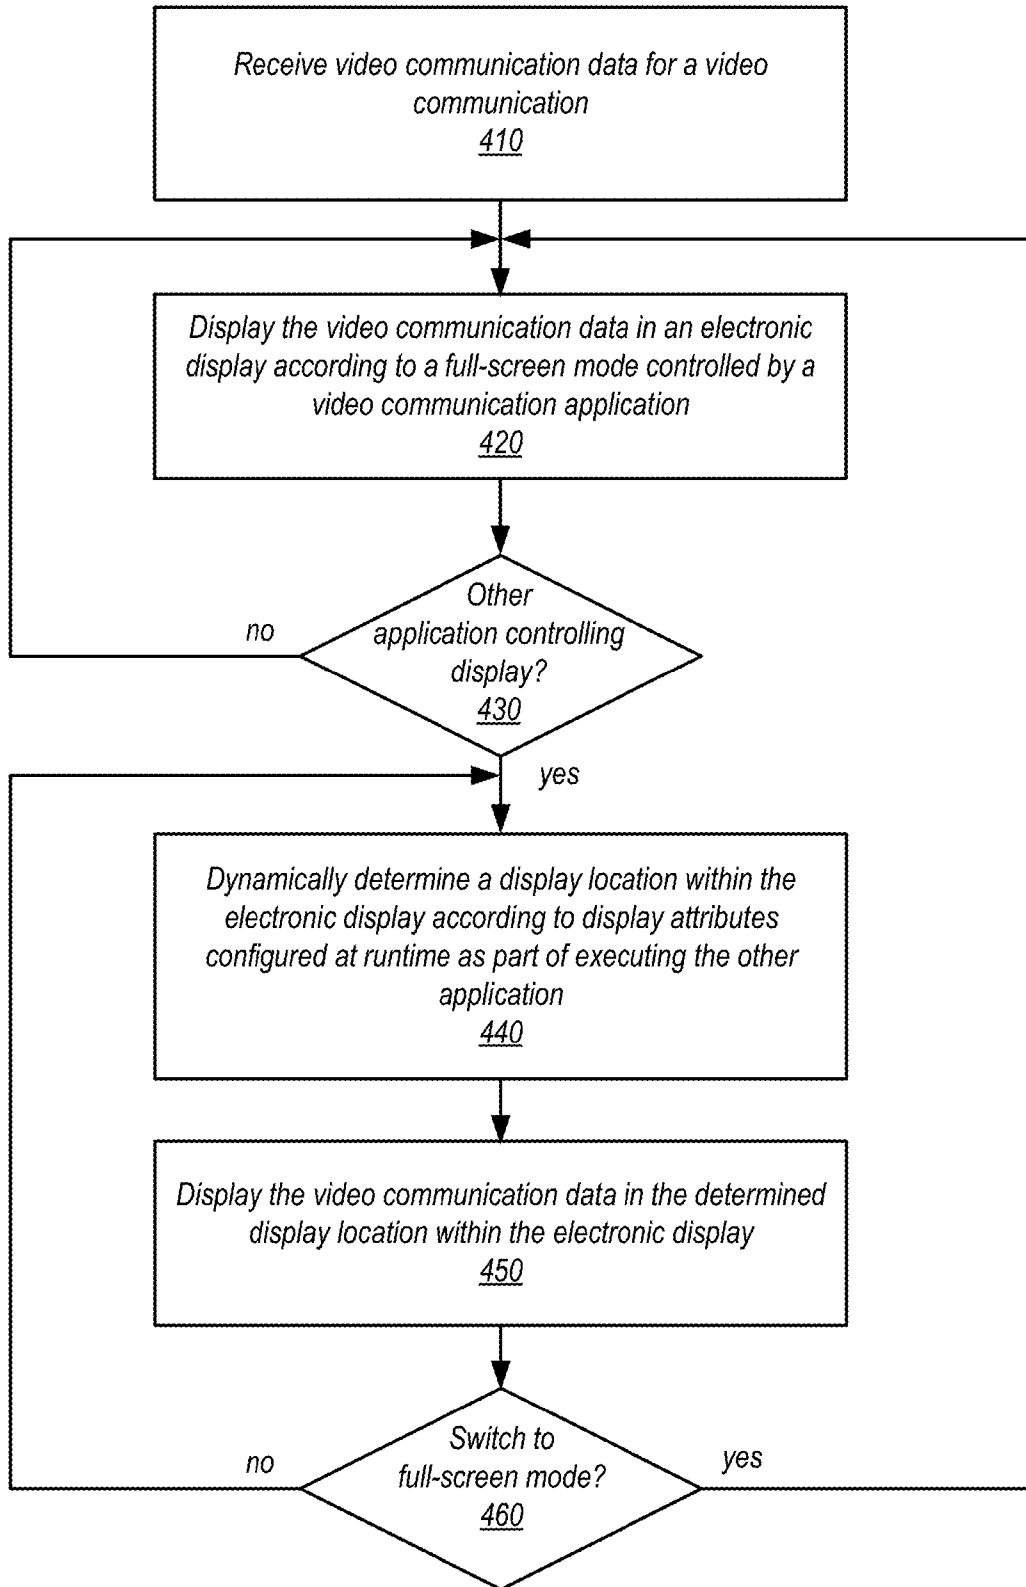 Receive video communication data for a video
communication
410
Display the video communication data in an electronic
display according to a full-screen mode controlled by a
video communication application
420
Other
application controlling
display?
430
no
yes
Dynamically determine a display location within the
electronic display according to display attributes
configured at runtime as part of executing the other
application
440
Display the video communication data in the determined
display location within the electronic display
450
Switch to
full-screen mode?
460
no
yes